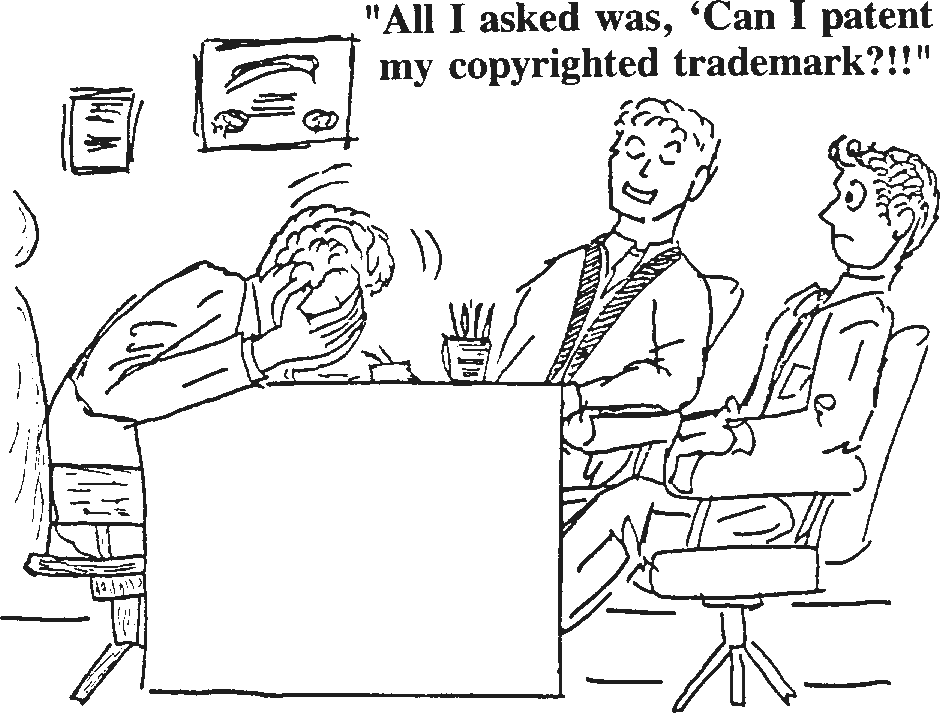 "All I asked was, ‘Can I patent
my copyrighted trademark?!!"